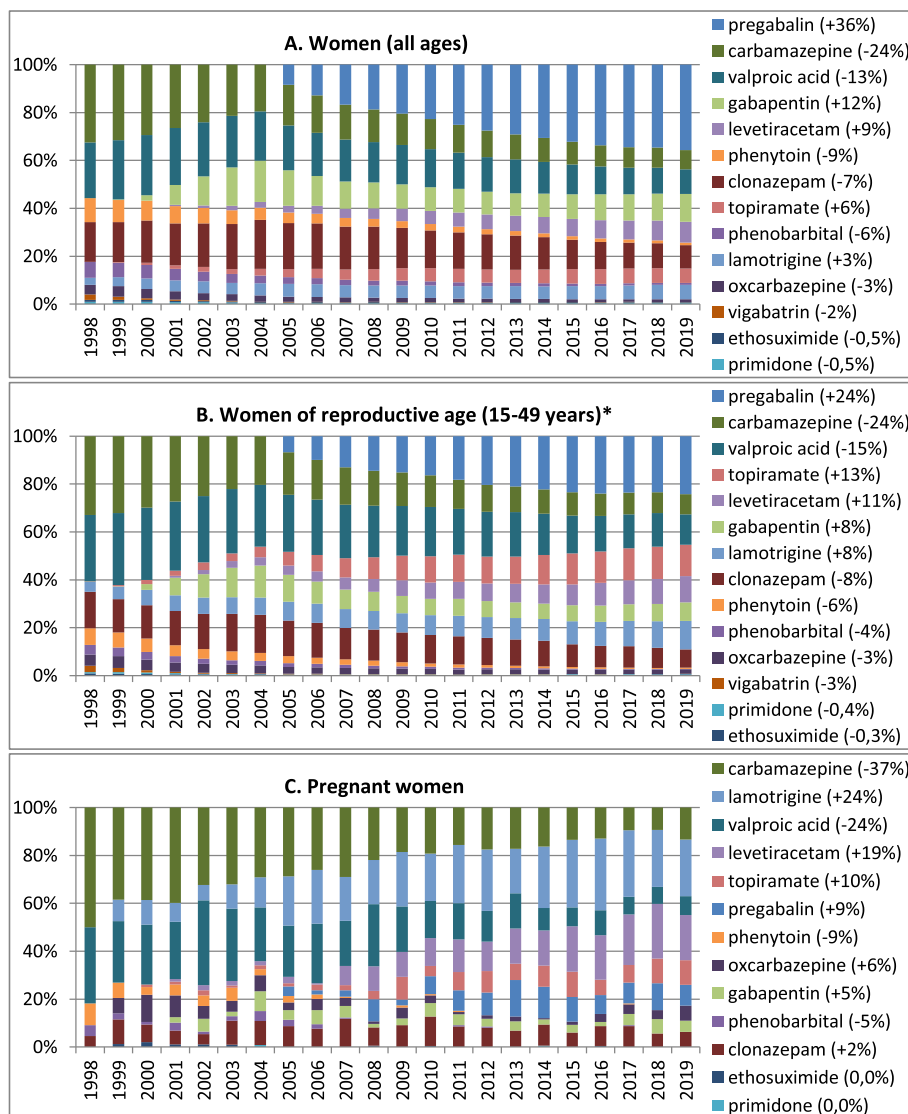 A. Women (all ages)
100%
80%
60%
40%
20%
0%
1998 1999 2000 2001 2002 2003 2004 2005 2006 2007 2008 2009 2010 2011 2012 2013 2014 2015 2016 2017 2018 2019
pregabalin (+36%)
carbamazepine (-24%)
valproic acid (-13%)
gabapentin (+12%)
levetiracetam (+9%)
phenytoin (-9%)
clonazepam (-7%)
topiramate (+6%)
phenobarbital (-6%)
lamotrigine (+3%)
oxcarbazepine (-3%)
vigabatrin (-2%)
ethosuximide (-0,5%)
primidone (-0,5%)
B. Women of reproductive age (15-49 years)*
100%
80%
60%
40%
20%
0%
1998 1999 2000 2001 2002 2003 2004 2005 2006 2007 2008 2009 2010 2011 2012 2013 2014 2015 2016 2017 2018 2019
pregabalin (+24%)
carbamazepine (-24%)
valproic acid (-15%)
topiramate (+13%)
levetiracetam (+11%)
gabapentin (+8%)
lamotrigine (+8%)
clonazepam (-8%)
phenytoin (-6%)
phenobarbital (-4%)
oxcarbazepine (-3%)
vigabatrin (-3%)
primidone (-0,4%)
ethosuximide (-0,3%)
C. Pregnant women
100%
80%
60%
40%
20%
0%
1998 1999 2000 2001 2002 2003 2004 2005 2006 2007 2008 2009 2010 2011 2012 2013 2014 2015 2016 2017 2018 2019
carbamazepine (-37%)
lamotrigine (+24%)
valproic acid (-24%)
levetiracetam (+19%)
topiramate (+10%)
pregabalin (+9%)
phenytoin (-9%)
oxcarbazepine (+6%)
gabapentin (+5%)
phenobarbital (-5%)
clonazepam (+2%)
ethosuximide (0,0%)
primidone (0,0%)